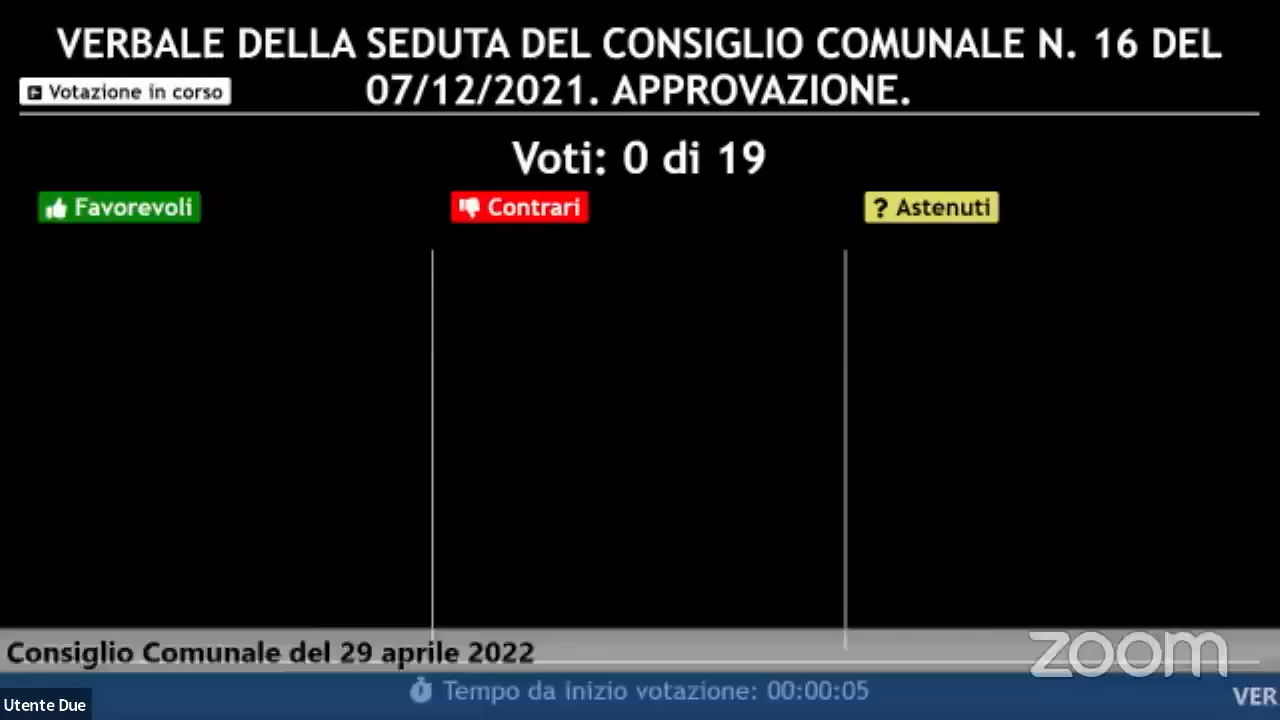 VERBALE DELLA SEDUTA DEL CONSIGLIO COMUNALE N. 16 DEL
07/12/2021. APPROVAZIONE.
Votazione in corso
Voti: 0 di 19
Favorevoli
Contrari
? Astenuti
Consiglio Comunale del 29 aprile 2022
zoom
Tempo da inizio votazione: 00:00:05
VER
Utente Due